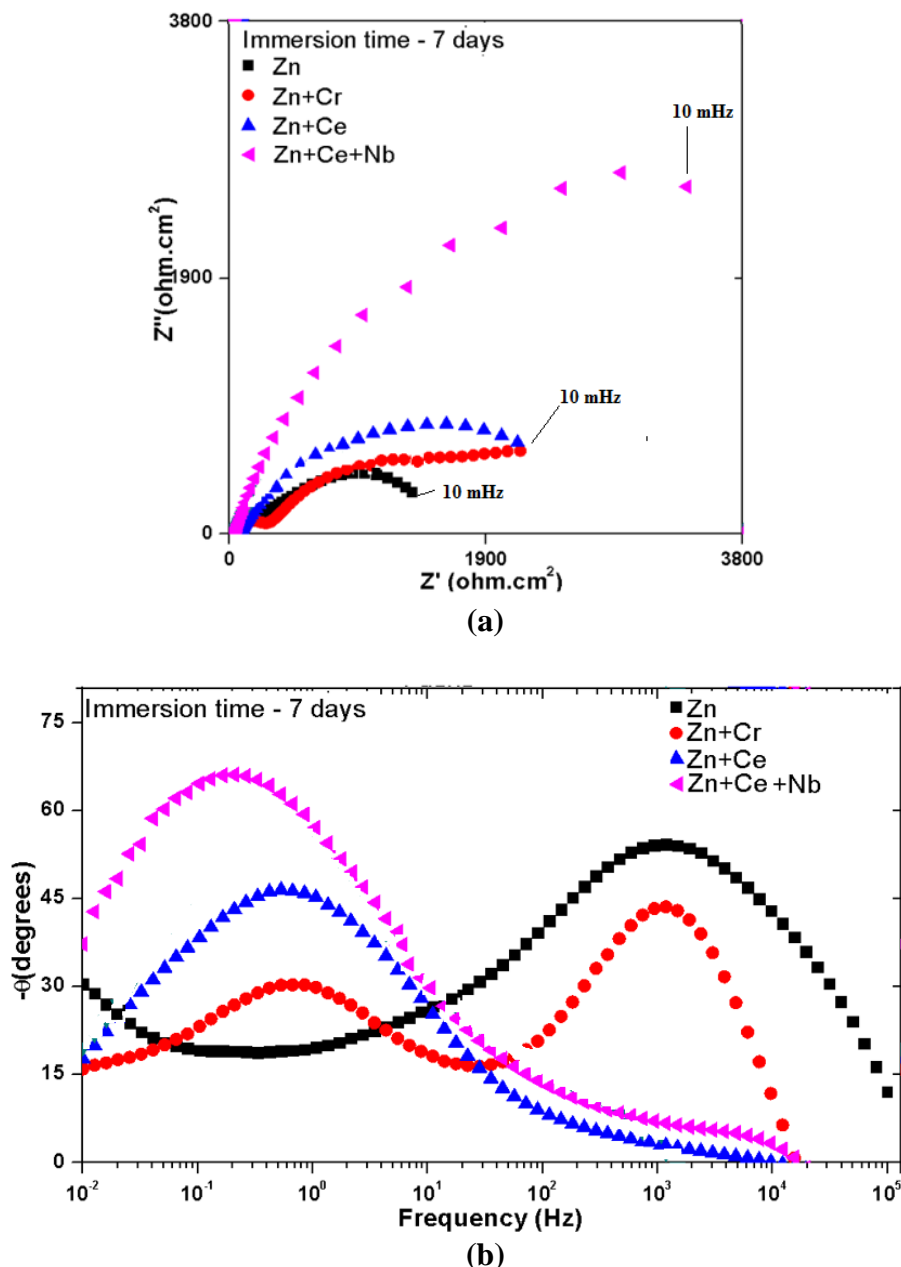 3800
Immersion time - 7 days
Zn
Zn+Cr
Zn+Ce
Zn+Ce+Nb
10 mHz
Z"(ohm.cm²)
1900
10 mHz
10 mHz
0
0
1900
3800
Z' (ohm.cm²)
(a)
Immersion time - 7 days
Zn
Zn+Cr
Zn+Ce
Zn+Ce +Nb
75
60
45
30
15
0
-θ(degrees)
10⁻²
10⁻¹
10⁰
10¹
10²
10³
10⁴
10⁵
Frequency (Hz)
(b)